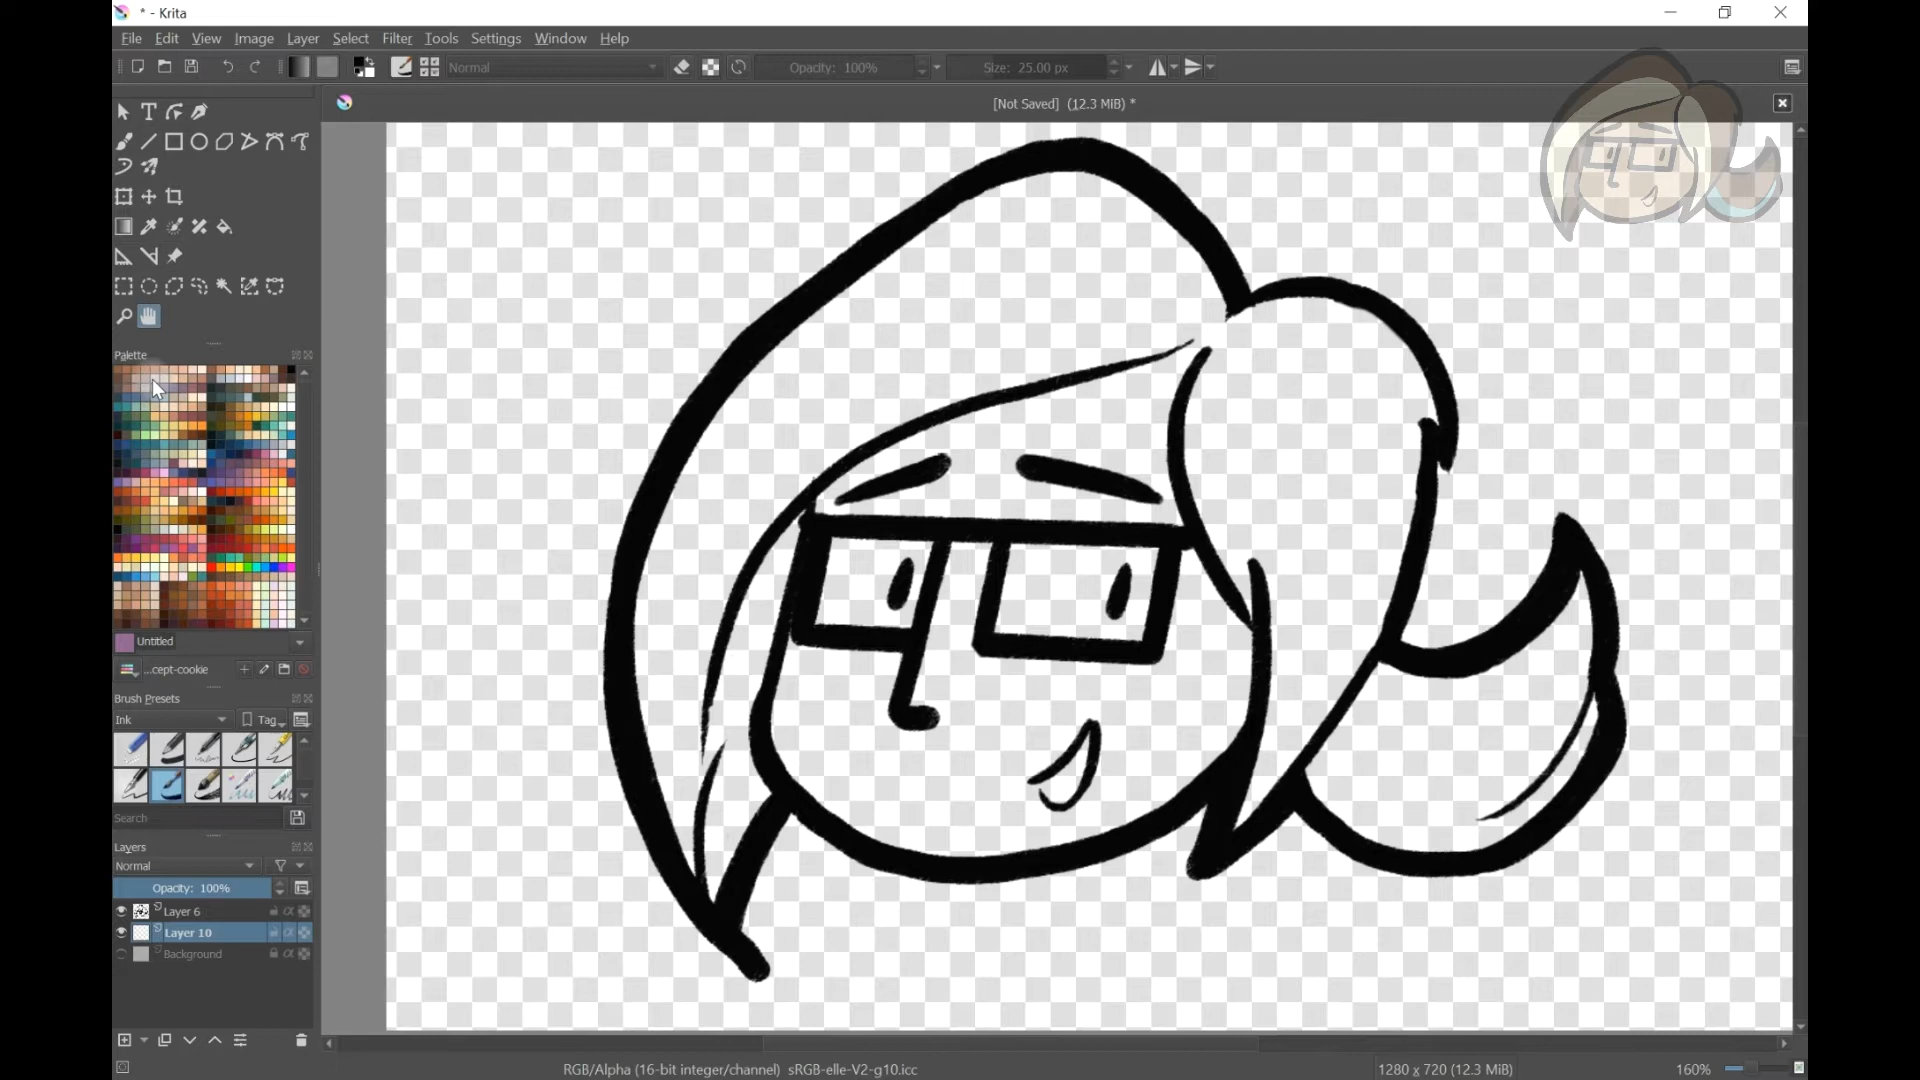 * - Krita
File Edit View Image Layer Select Filter Tools Settings Window Help
Normal Opacity: 100% Size: 25.00 px
[Not Saved] (12.3 MiB) *
Palette
Untitled
...cept-cookie
Brush Presets
Ink Tag
Search
Layers
Normal
Opacity: 100%
Layer 6
Layer 10
Background
RGB/Alpha (16-bit integer/channel) sRGB-elle-V2-g10.icc 1280 x 720 (12.3 MiB) 160%